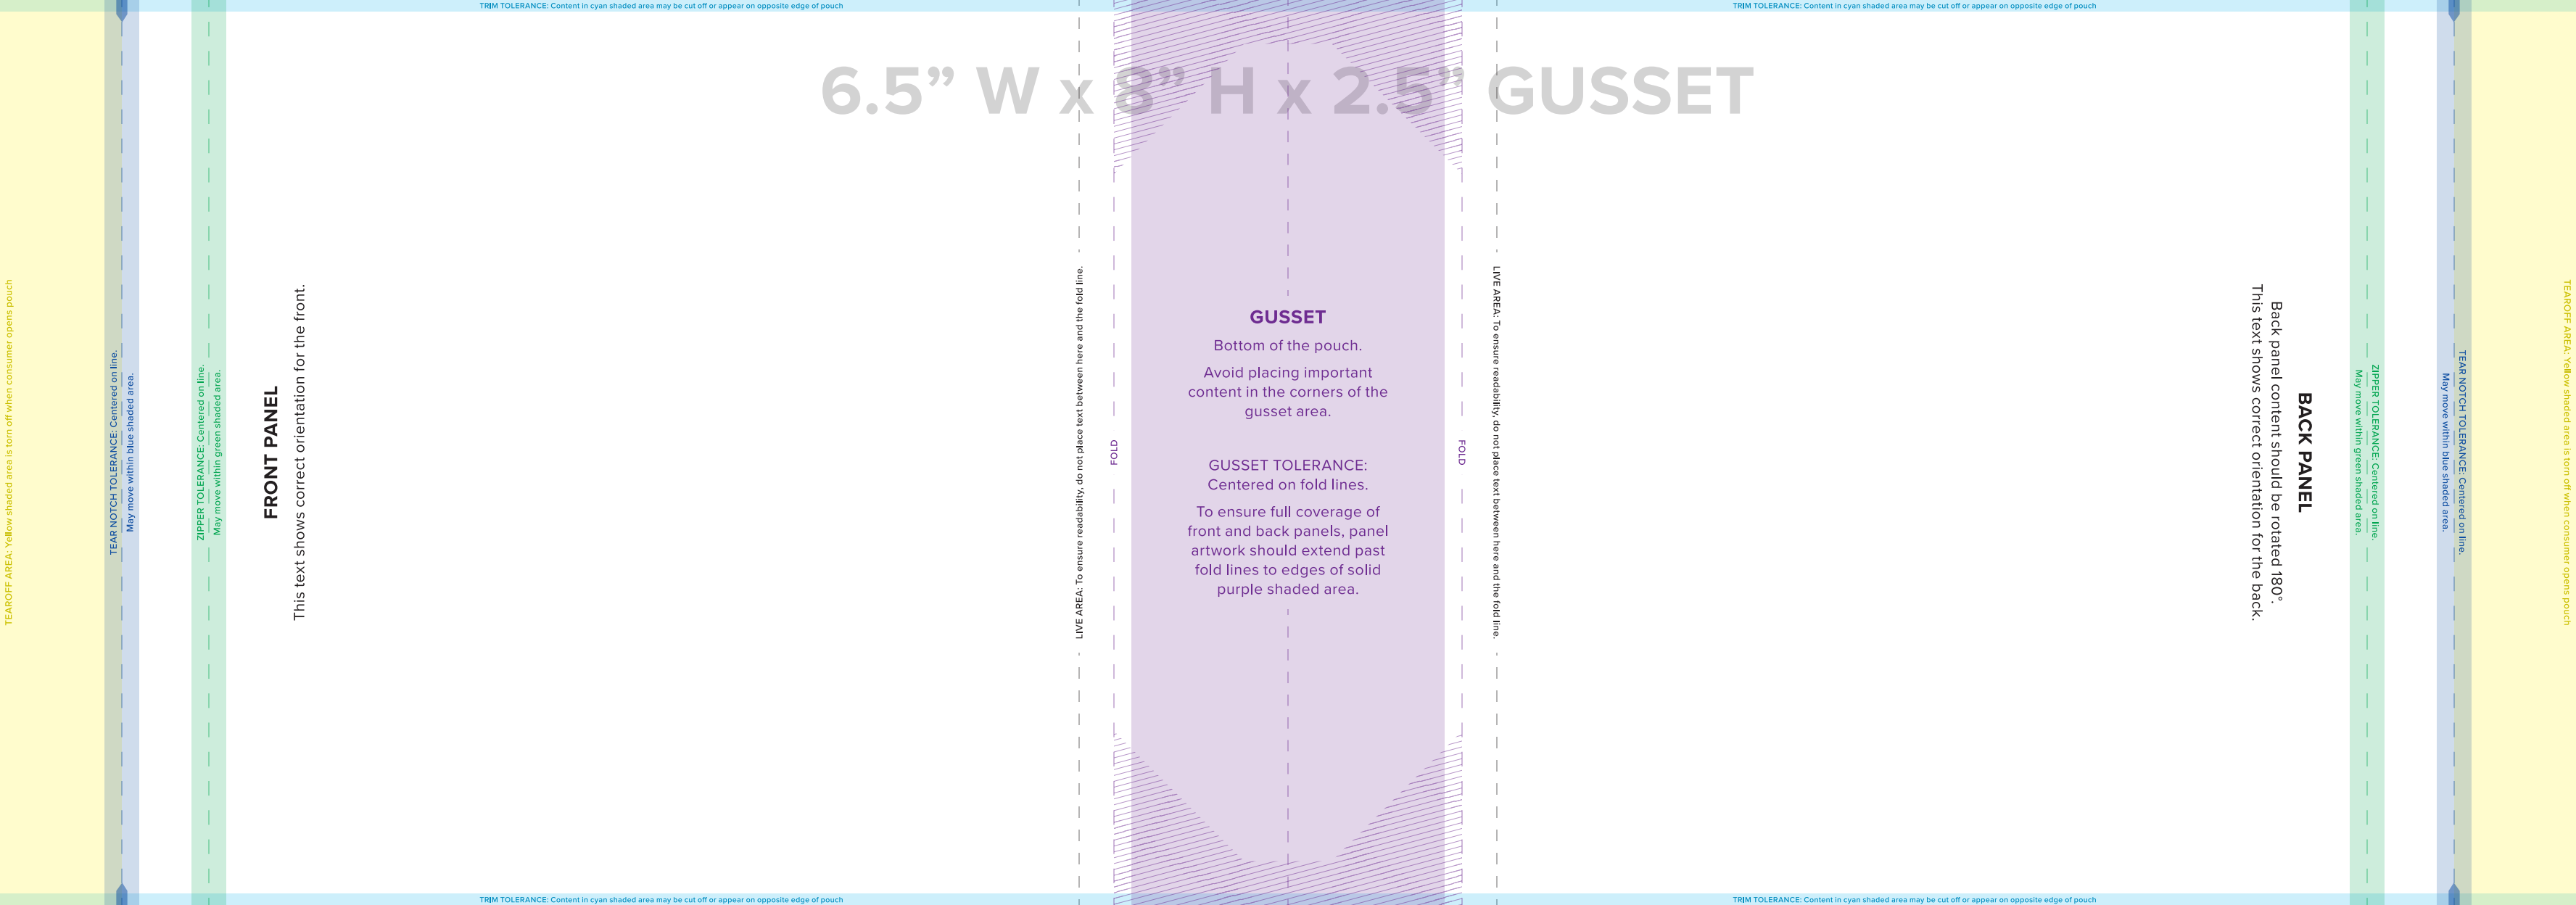 TRIM TOLERANCE: Content in cyan shaded area may be cut off or appear on opposite edge of pouch
TRIM TOLERANCE: Content in cyan shaded area may be cut off or appear on opposite edge of pouch
6.5” W x 8” H x 2.5” GUSSET
TEAROFF AREA: Yellow shaded area is torn off when consumer opens pouch
TEAR NOTCH TOLERANCE: Centered on line.
May move within blue shaded area.
ZIPPER TOLERANCE: Centered on line.
May move within green shaded area.
FRONT PANEL
This text shows correct orientation for the front.
LIVE AREA: To ensure readability, do not place text between here and the fold line.
FOLD
GUSSET
Bottom of the pouch.
Avoid placing important
content in the corners of the
gusset area.
GUSSET TOLERANCE:
Centered on fold lines.
To ensure full coverage of
front and back panels, panel
artwork should extend past
fold lines to edges of solid
purple shaded area.
FOLD
LIVE AREA: To ensure readability, do not place text between here and the fold line.
BACK PANEL
Back panel content should be rotated 180°.
This text shows correct orientation for the back.
ZIPPER TOLERANCE: Centered on line.
May move within green shaded area.
TEAR NOTCH TOLERANCE: Centered on line.
May move within blue shaded area.
TEAROFF AREA: Yellow shaded area is torn off when consumer opens pouch
TRIM TOLERANCE: Content in cyan shaded area may be cut off or appear on opposite edge of pouch
TRIM TOLERANCE: Content in cyan shaded area may be cut off or appear on opposite edge of pouch